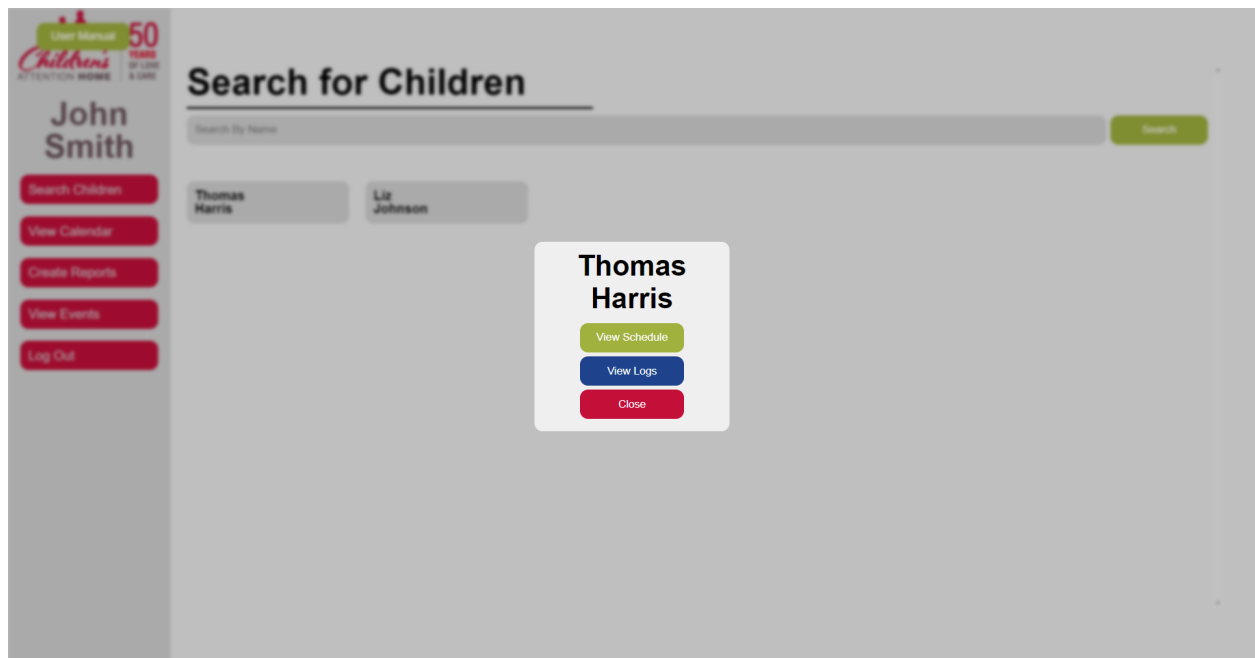 User Manual
50
YEARS
OF LOVE
& CARE
Children's
ATTENTION HOME
John
Smith
Search Children
View Calendar
Create Reports
View Events
Log Out
Search for Children
Search By Name
Search
Thomas
Harris
Liz
Johnson
Thomas
Harris
View Schedule
View Logs
Close